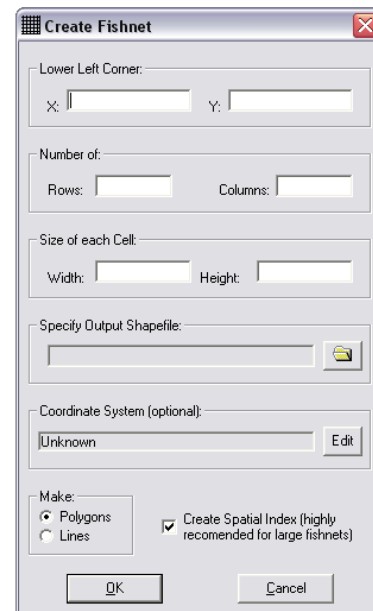 Create Fishnet
Lower Left Corner:
X: Y:
Number of:
Rows: Columns:
Size of each Cell:
Width: Height:
Specify Output Shapefile:
Coordinate System (optional):
Unknown Edit
Make:
Polygons
Lines
Create Spatial Index (highly
recomended for large fishnets)
OK Cancel